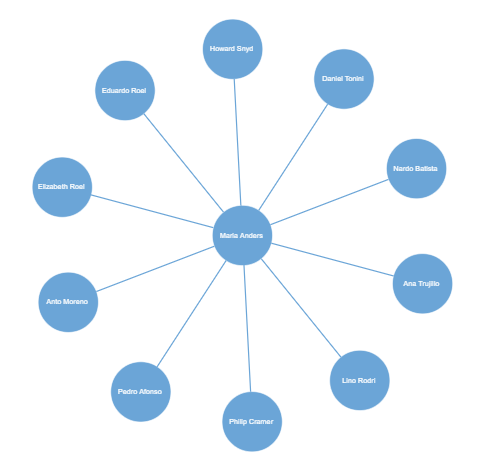 Howard Snyd
Daniel Tonini
Eduardo Roel
Nardo Batista
Elizabeth Roel
Maria Anders
Ana Trujilo
Anto Moreno
Lino Rodri
Pedro Afonso
Philip Cramer